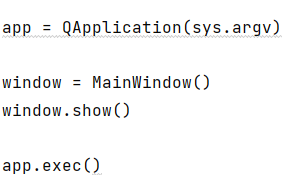 app = QApplication(sys.argv)
window = MainWindow()
window.show()
app.exec()